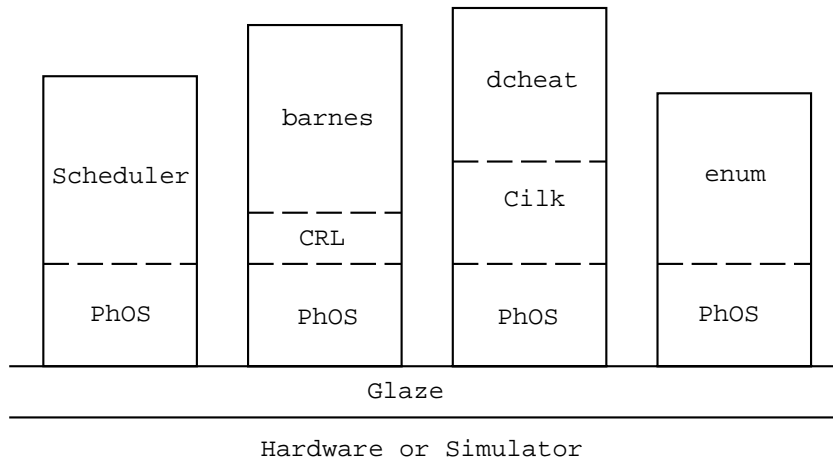 dcheat
barnes
Scheduler
enum
Cilk
CRL
PhOS
PhOS
PhOS
PhOS
Glaze
Hardware or Simulator